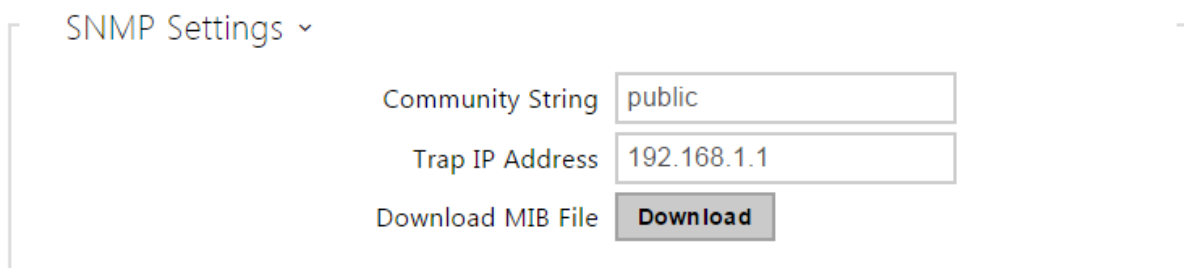 SNMP Settings
Community String public
Trap IP Address 192.168.1.1
Download MIB File Download